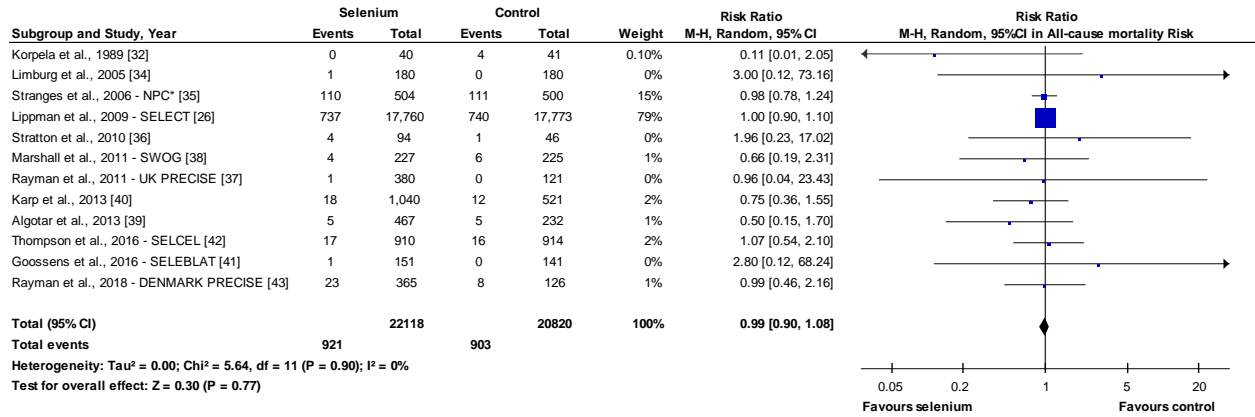 Selenium Control Risk Ratio Risk Ratio
Subgroup and Study, Year Events Total Events Total Weight M-H, Random, 95% CI M-H, Random, 95%CI in All-cause mortality Risk
Korpela et al., 1989 [32] 0 40 4 41 0.10% 0.11 [0.01, 2.05]
Limburg et al., 2005 [34] 1 180 0 180 0% 3.00 [0.12, 73.16]
Stranges et al., 2006 - NPC* [35] 110 504 111 500 15% 0.98 [0.78, 1.24]
Lippman et al., 2009 - SELECT [26] 737 17,760 740 17,773 79% 1.00 [0.90, 1.10]
Stratton et al., 2010 [36] 4 94 1 46 0% 1.96 [0.23, 17.02]
Marshall et al., 2011 - SWOG [38] 4 227 6 225 1% 0.66 [0.19, 2.31]
Rayman et al., 2011 - UK PRECISE [37] 1 380 0 121 0% 0.96 [0.04, 23.43]
Karp et al., 2013 [40] 18 1,040 12 521 2% 0.75 [0.36, 1.55]
Algotar et al., 2013 [39] 5 467 5 232 1% 0.50 [0.15, 1.70]
Thompson et al., 2016 - SELCEL [42] 17 910 16 914 2% 1.07 [0.54, 2.10]
Goossens et al., 2016 - SELEBLAT [41] 1 151 0 141 0% 2.80 [0.12, 68.24]
Rayman et al., 2018 - DENMARK PRECISE [43] 23 365 8 126 1% 0.99 [0.46, 2.16]
Total (95% CI) 22118 20820 100% 0.99 [0.90, 1.08]
Total events 921 903
Heterogeneity: Tau² = 0.00; Chi² = 5.64, df = 11 (P = 0.90); I² = 0%
Test for overall effect: Z = 0.30 (P = 0.77)
0.05 0.2 1 5 20
Favours selenium Favours control